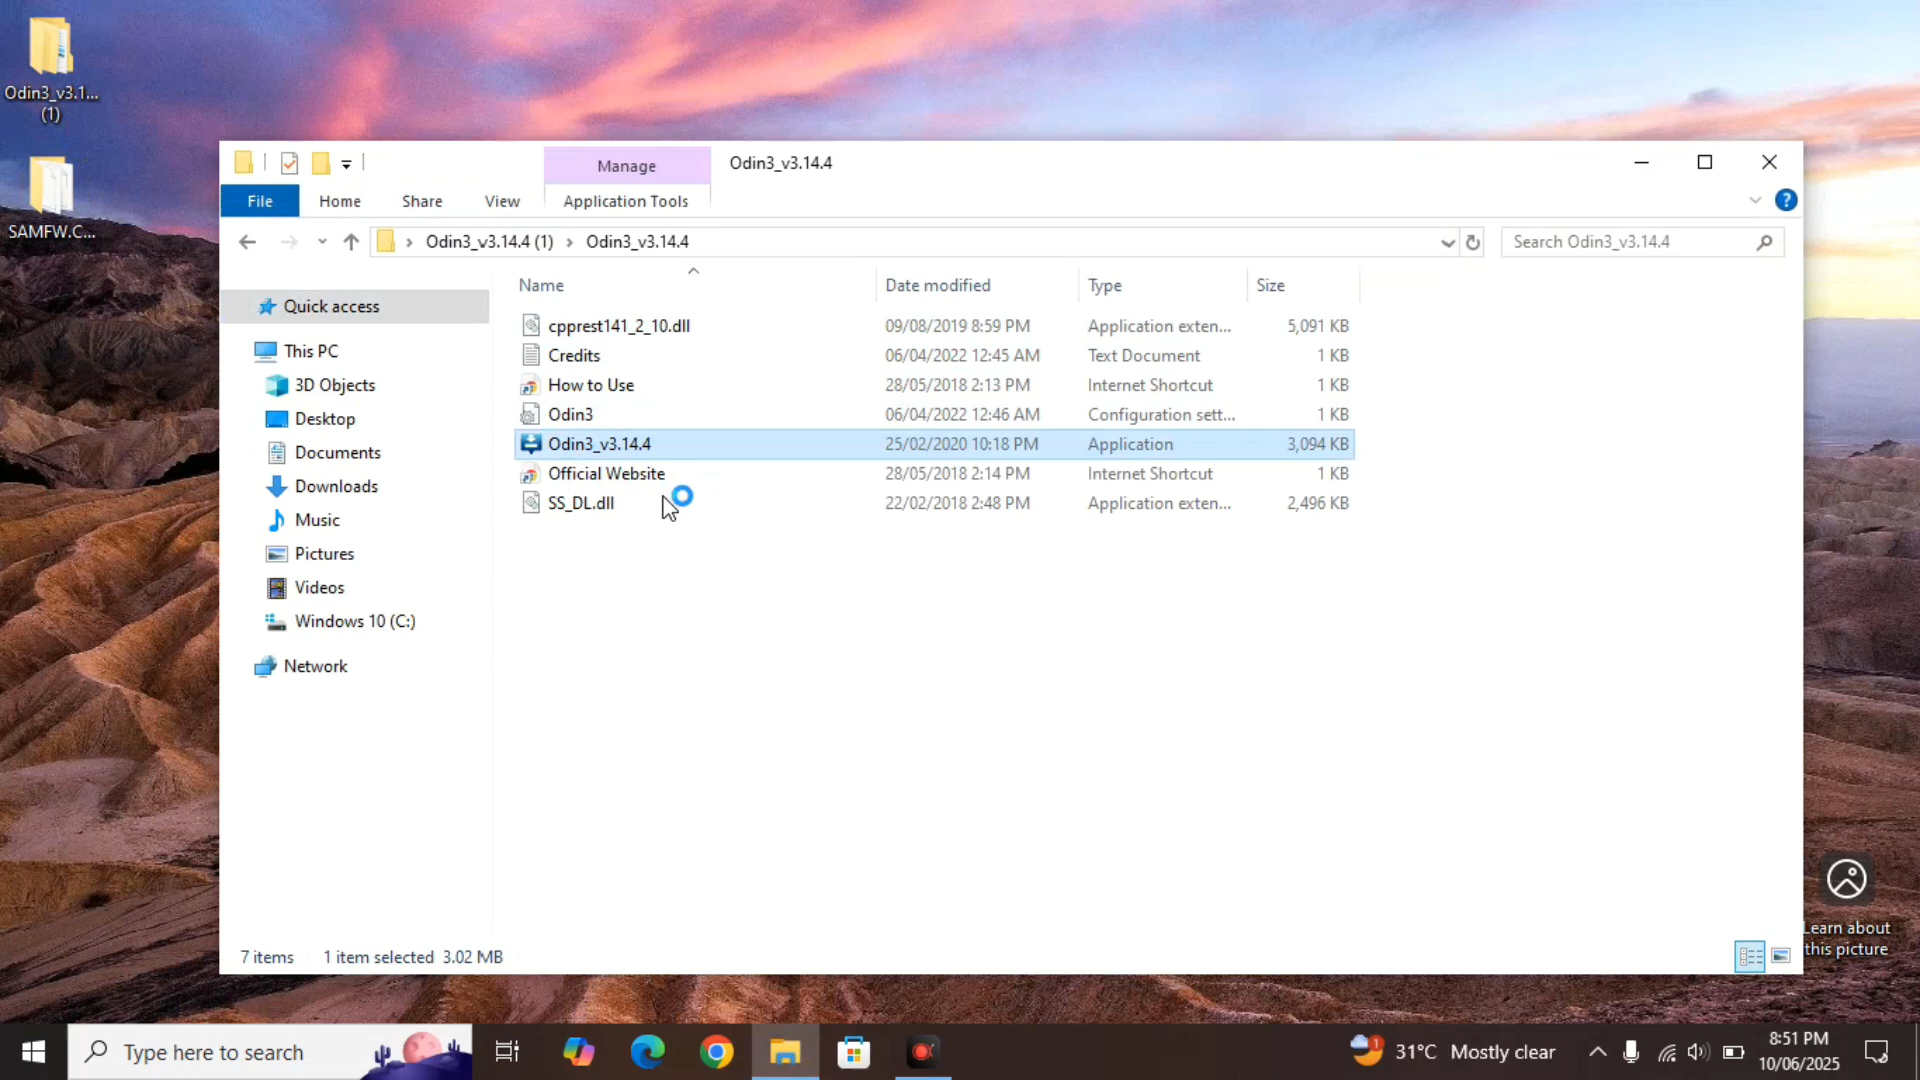 Odin3_v3.1...
(1)
SAMFW.C...
Manage
Odin3_v3.14.4
File
Home
Share
View
Application Tools
Odin3_v3.14.4 (1) › Odin3_v3.14.4
Search Odin3_v3.14.4
Name
Date modified
Type
Size
Quick access
This PC
3D Objects
Desktop
Documents
Downloads
Music
Pictures
Videos
Windows 10 (C:)
Network
cpprest141_2_10.dll 09/08/2019 8:59 PM Application exten... 5,091 KB
Credits 06/04/2022 12:45 AM Text Document 1 KB
How to Use 28/05/2018 2:13 PM Internet Shortcut 1 KB
Odin3 06/04/2022 12:46 AM Configuration sett... 1 KB
Odin3_v3.14.4 25/02/2020 10:18 PM Application 3,094 KB
Official Website 28/05/2018 2:14 PM Internet Shortcut 1 KB
SS_DL.dll 22/02/2018 2:48 PM Application exten... 2,496 KB
7 items 1 item selected 3.02 MB
Learn about
this picture
Type here to search
1
31°C Mostly clear
8:51 PM
10/06/2025